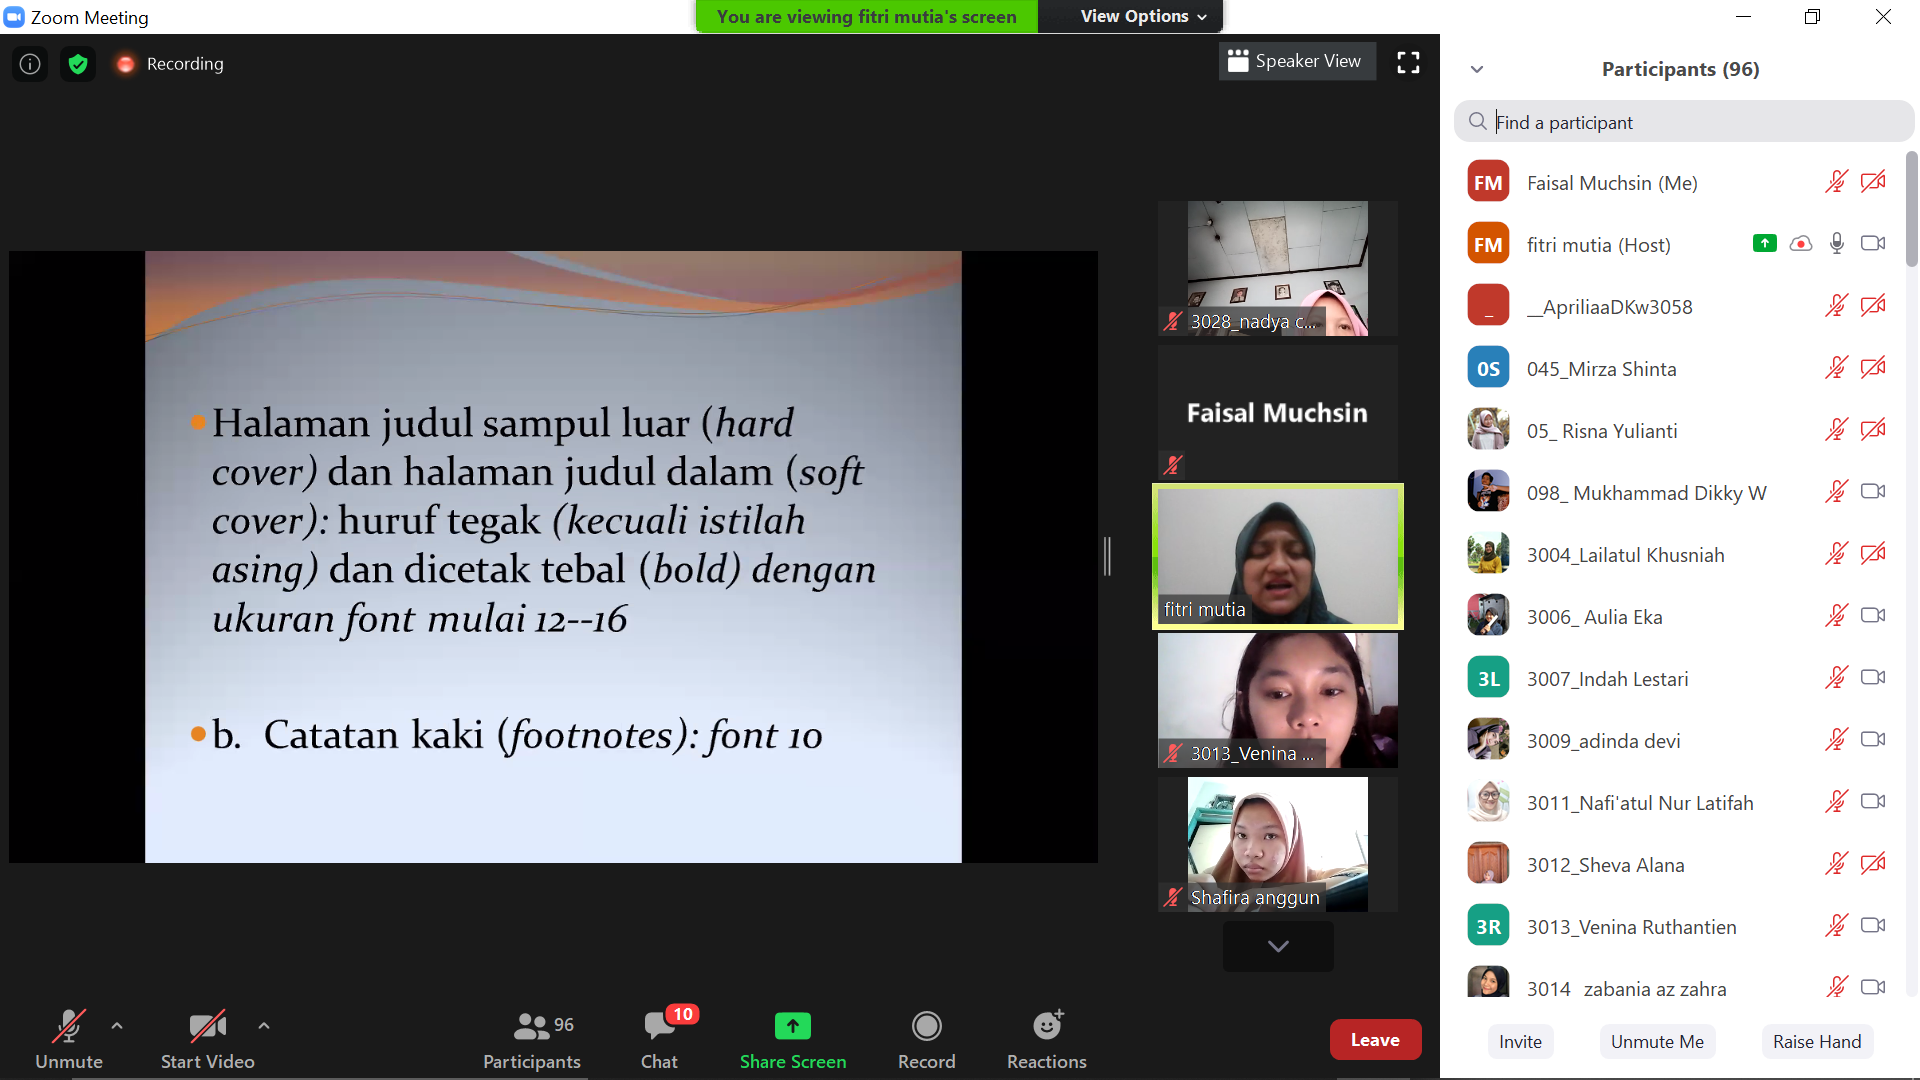 Zoom Meeting
You are viewing fitri mutia's screen
View Options
Recording
Speaker View
Halaman judul sampul luar (hard
cover) dan halaman judul dalam (soft
cover): huruf tegak (kecuali istilah
asing) dan dicetak tebal (bold) dengan
ukuran font mulai 12--16
b. Catatan kaki (footnotes): font 10
3028_nadya c...
Faisal Muchsin
fitri mutia
3013_Venina ...
Shafira anggun
Participants (96)
Find a participant
FM Faisal Muchsin (Me)
FM fitri mutia (Host)
_ __ApriliaaDKw3058
0S 045_Mirza Shinta
05_ Risna Yulianti
098_ Mukhammad Dikky W
3004_Lailatul Khusniah
3006_ Aulia Eka
3L 3007_Indah Lestari
3009_adinda devi
3011_Nafi'atul Nur Latifah
3012_Sheva Alana
3R 3013_Venina Ruthantien
3014_zabania az zahra
Invite
Unmute Me
Raise Hand
Unmute
Start Video
96
Participants
10
Chat
Share Screen
Record
Reactions
Leave